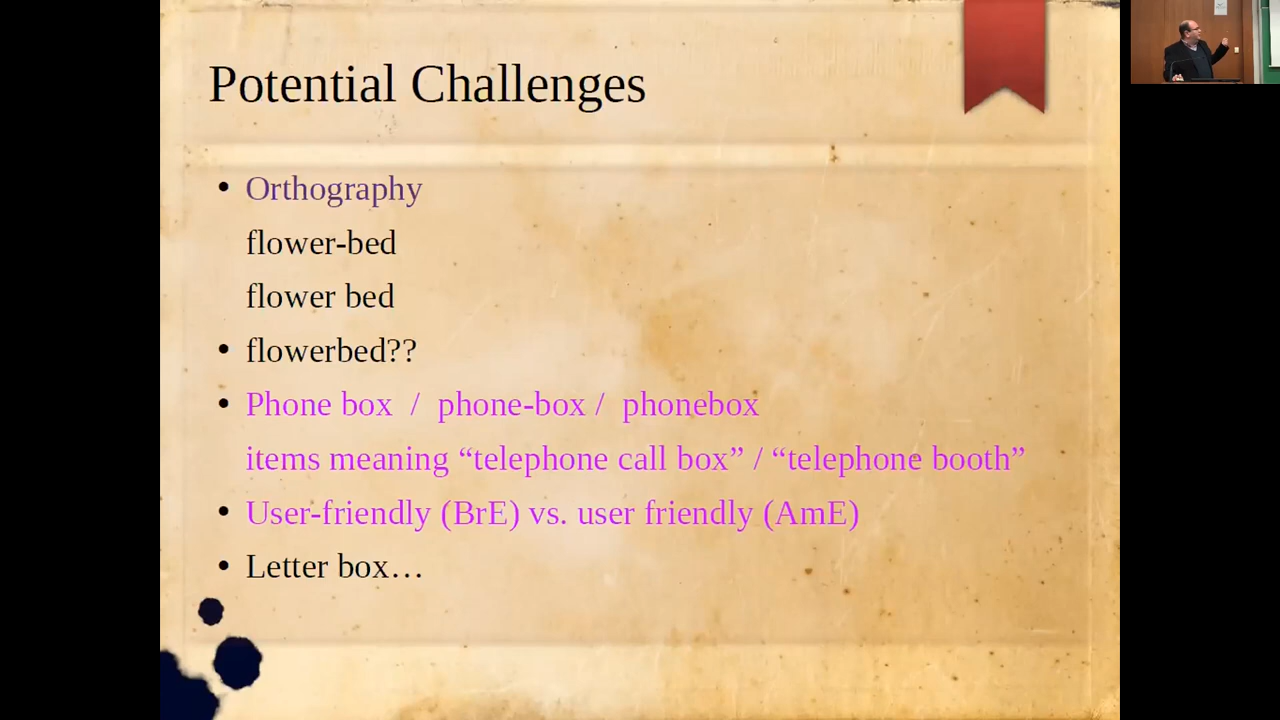 Potential Challenges
• Orthography
flower-bed
flower bed
• flowerbed??
• Phone box / phone-box / phonebox
items meaning “telephone call box” / “telephone booth”
• User-friendly (BrE) vs. user friendly (AmE)
• Letter box…